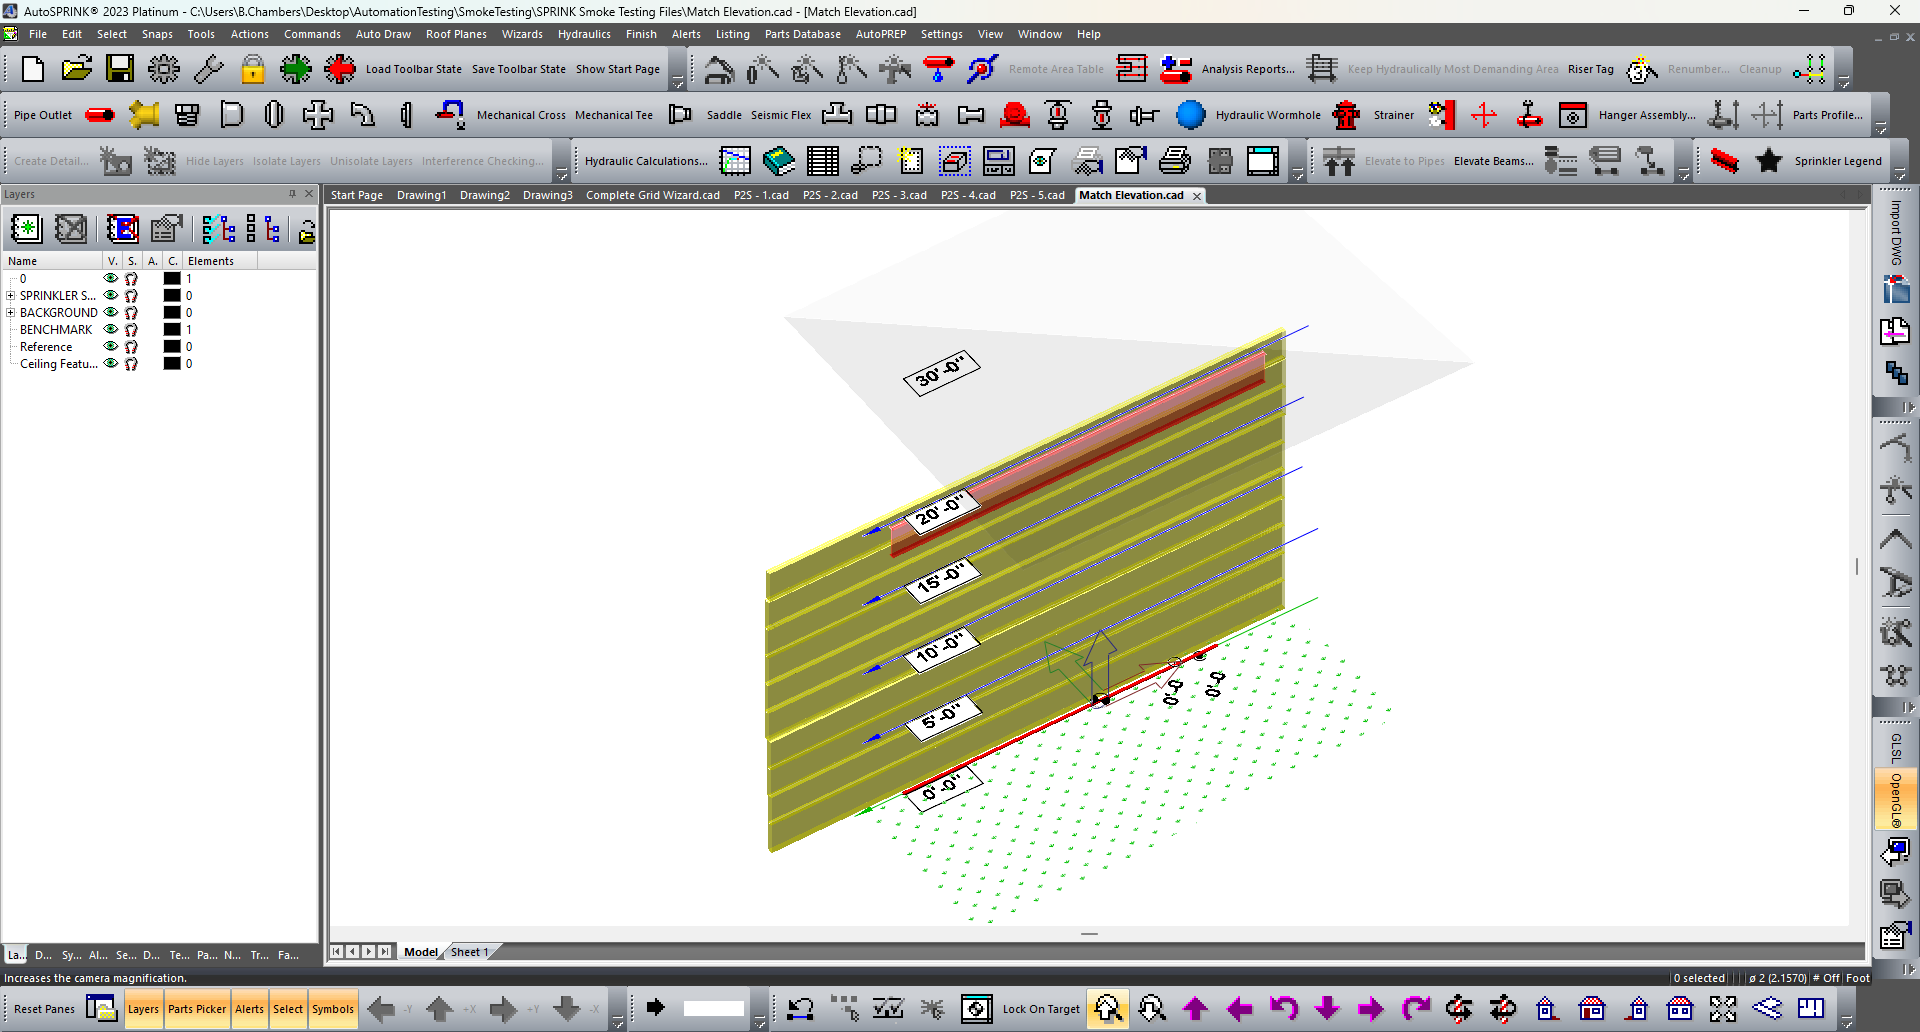 AutoSPRINK® 2023 Platinum - C:\Users\B.Chambers\Desktop\AutomationTesting\SmokeTesting\SPRINK Smoke Testing Files\Match Elevation.cad - [Match Elevation.cad]
File Edit Select Snaps Tools Actions Commands Auto Draw Roof Planes Wizards Hydraulics Finish Alerts Listing Parts Database AutoPREP Settings View Window Help
Load Toolbar State Save Toolbar State Show Start Page Remote Area Table Analysis Reports... Keep Hydraulically Most Demanding Area Riser Tag Renumber... Cleanup
Pipe Outlet Mechanical Cross Mechanical Tee Saddle Seismic Flex Hydraulic Wormhole Strainer Hanger Assembly... Parts Profile...
Create Detail... Hide Layers Isolate Layers Unisolate Layers Interference Checking... Hydraulic Calculations... Elevate to Pipes Elevate Beams... Sprinkler Legend
Layers
Start Page Drawing1 Drawing2 Drawing3 Complete Grid Wizard.cad P2S - 1.cad P2S - 2.cad P2S - 3.cad P2S - 4.cad P2S - 5.cad Match Elevation.cad
Import DWG
Name V. S. A. C. Elements
0 1
SPRINKLER S... 0
BACKGROUND 0
BENCHMARK 1
Reference 0
Ceiling Featu... 0
30'-0"
20'-0"
15'-0"
10'-0"
5'-0"
0'-0"
0'-0
0'-0
GLSL
OpenGL®
La... D... Sy... Al... Se... D... Te... Pa... N... Tr... Fa...
Model Sheet 1
Increases the camera magnification.
0 selected ø 2 (2.1570) # Off Foot
Reset Panes Layers Parts Picker Alerts Select Symbols -Y +X +Y -X Lock On Target